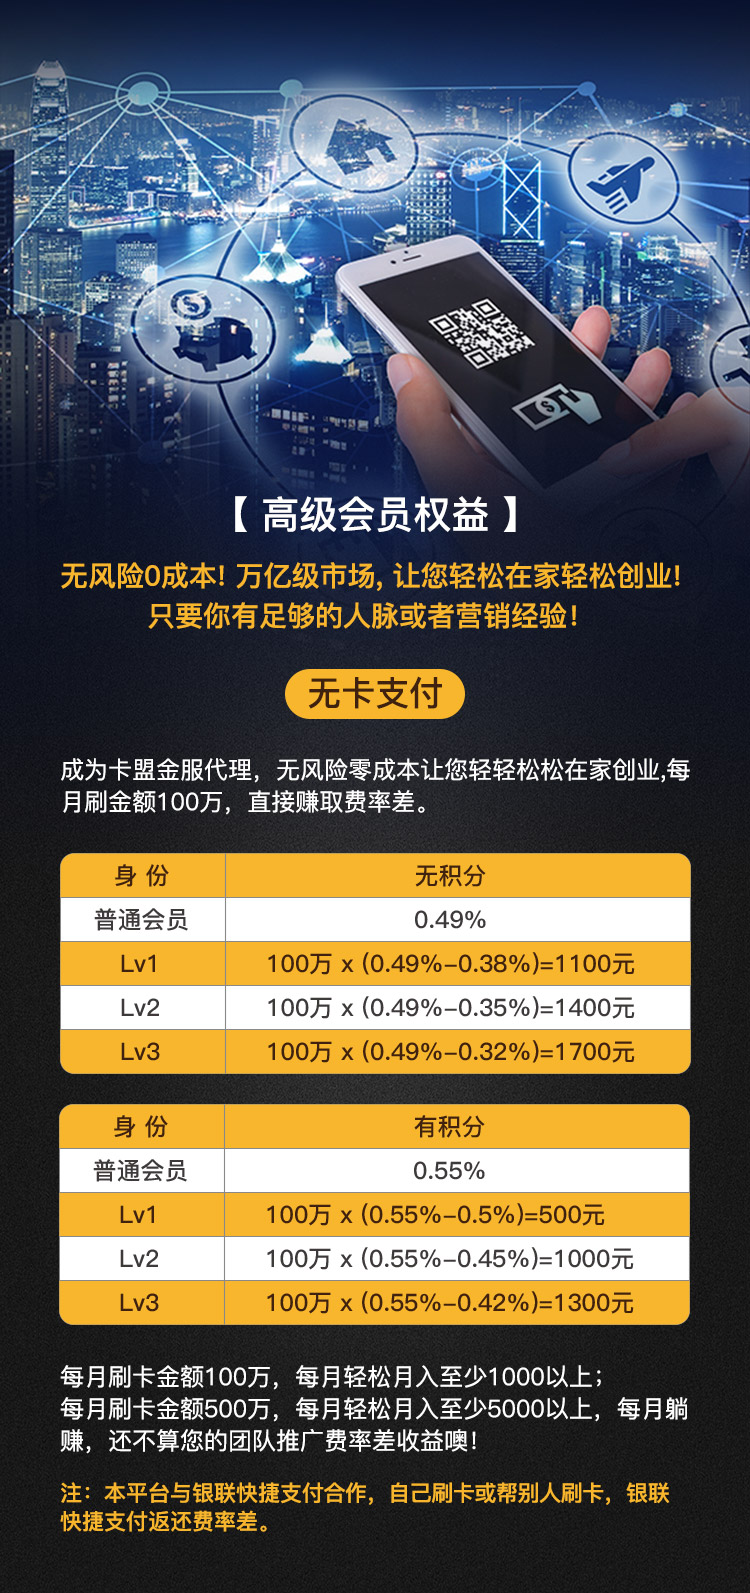 【 高级会员权益 】
无风险0成本! 万亿级市场, 让您轻松在家轻松创业!
只要你有足够的人脉或者营销经验!
无卡支付
成为卡盟金服代理，无风险零成本让您轻轻松松在家创业,每
月刷金额100万，直接赚取费率差。
身 份 无积分
普通会员 0.49%
Lv1 100万 x (0.49%-0.38%)=1100元
Lv2 100万 x (0.49%-0.35%)=1400元
Lv3 100万 x (0.49%-0.32%)=1700元
身 份 有积分
普通会员 0.55%
Lv1 100万 x (0.55%-0.5%)=500元
Lv2 100万 x (0.55%-0.45%)=1000元
Lv3 100万 x (0.55%-0.42%)=1300元
每月刷卡金额100万，每月轻松月入至少1000以上；
每月刷卡金额500万，每月轻松月入至少5000以上，每月躺
赚，还不算您的团队推广费率差收益噢!
注：本平台与银联快捷支付合作，自己刷卡或帮别人刷卡，银联
快捷支付返还费率差。